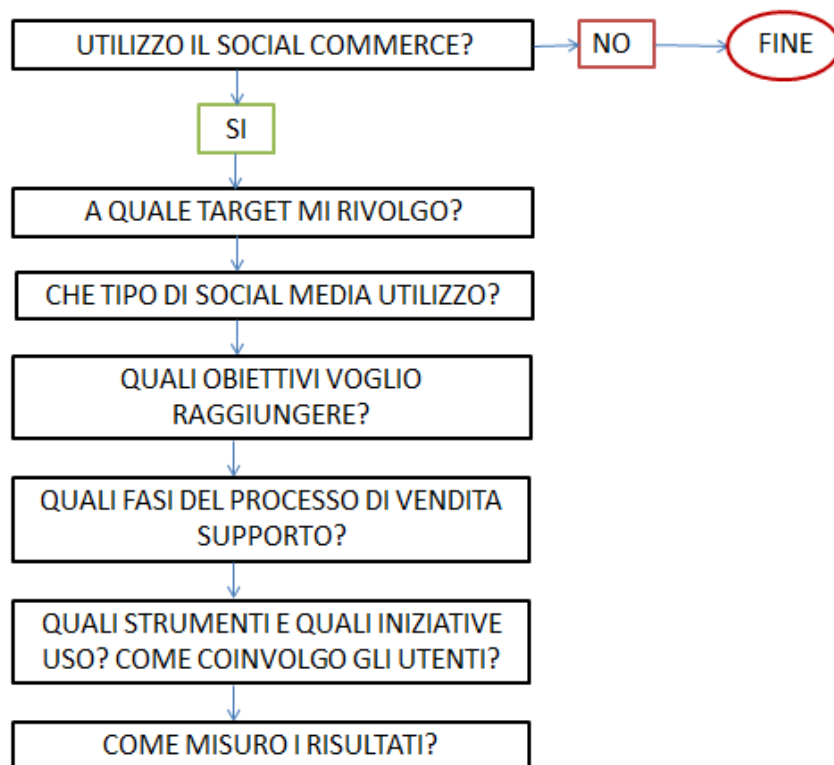 UTILIZZO IL SOCIAL COMMERCE?
NO
FINE
SI
A QUALE TARGET MI RIVOLGO?
CHE TIPO DI SOCIAL MEDIA UTILIZZO?
QUALI OBIETTIVI VOGLIO
RAGGIUNGERE?
QUALI FASI DEL PROCESSO DI VENDITA
SUPPORTO?
QUALI STRUMENTI E QUALI INIZIATIVE
USO? COME COINVOLGO GLI UTENTI?
COME MISURO I RISULTATI?